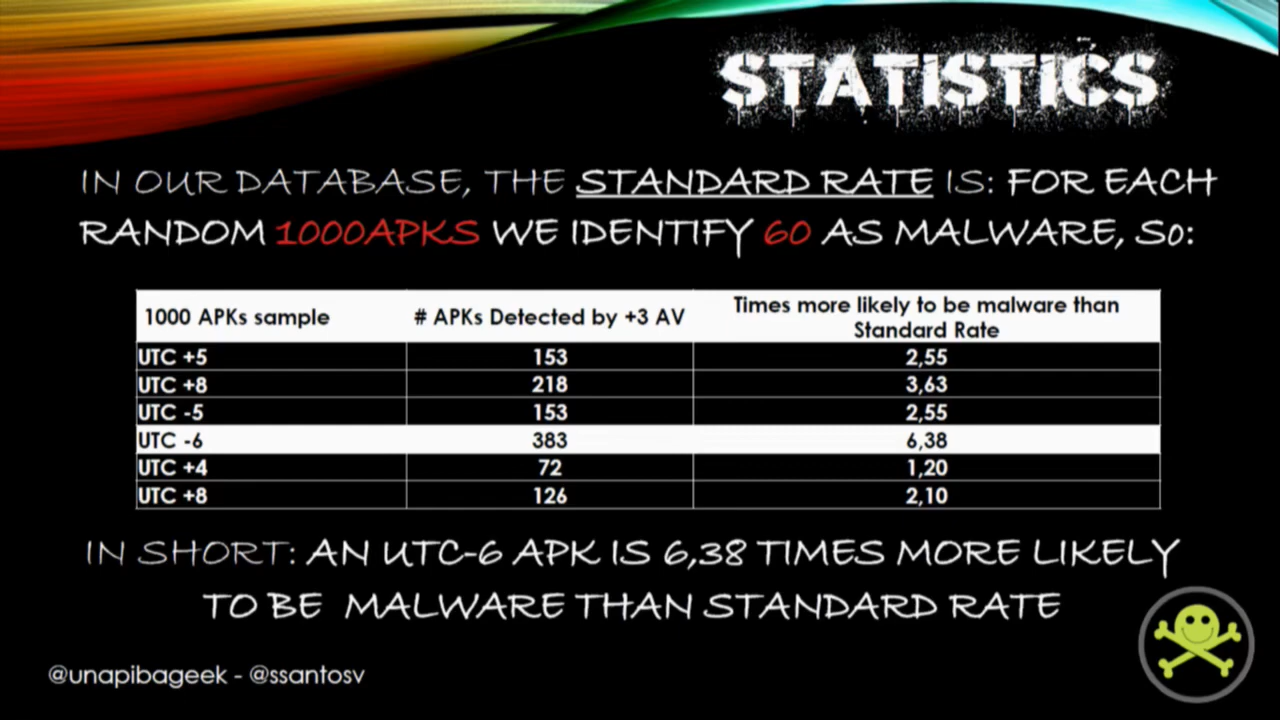 STATISTICS
IN OUR DATABASE, THE STANDARD RATE IS: FOR EACH
RANDOM 1000APKS WE IDENTIFY 60 AS MALWARE, SO:
1000 APKs sample # APKs Detected by +3 AV Times more likely to be malware than
Standard Rate
UTC +5 153 2,55
UTC +8 218 3,63
UTC -5 153 2,55
UTC -6 383 6,38
UTC +4 72 1,20
UTC +8 126 2,10
IN SHORT: AN UTC-6 APK IS 6,38 TIMES MORE LIKELY
TO BE MALWARE THAN STANDARD RATE
@unapibageek - @ssantosv